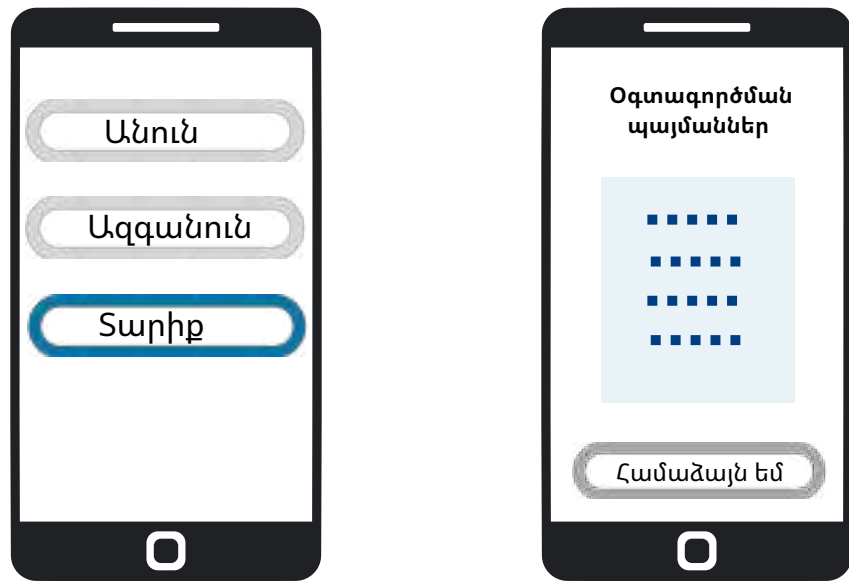 Անուն
Ազգանուն
Տարիք
Օգտագործման
պայմաններ
Համաձայն եմ